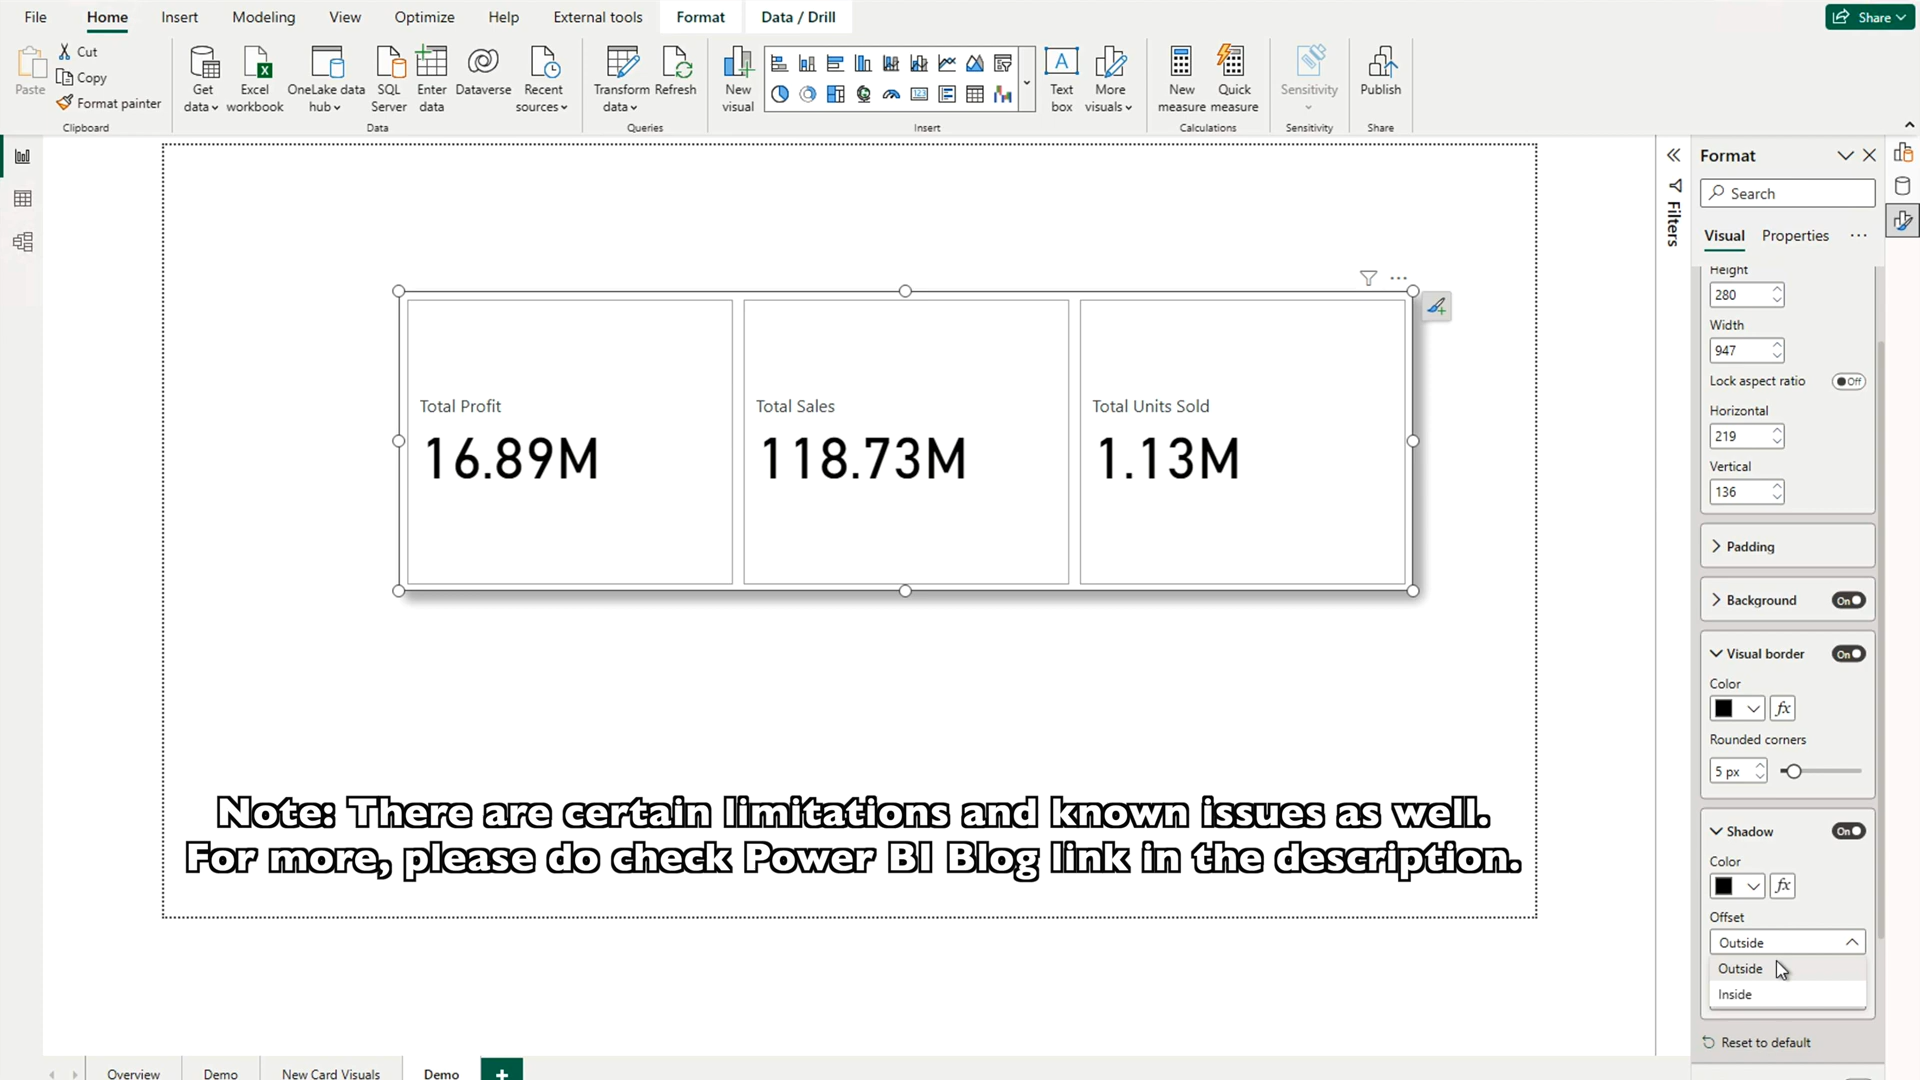 File Home Insert Modeling View Optimize Help External tools Format Data / Drill Share
Paste
Cut
Copy
Format painter
Clipboard
Get data
Excel workbook
OneLake data hub
SQL Server
Enter data
Dataverse
Recent sources
Data
Transform data
Refresh
Queries
New visual
Insert
Text box
More visuals
New measure
Quick measure
Calculations
Sensitivity
Sensitivity
Publish
Share
Total Profit
16.89M
Total Sales
118.73M
Total Units Sold
1.13M
Note: There are certain limitations and known issues as well.
For more, please do check Power BI Blog link in the description.
Filters
Format
Search
Visual Properties
Height
280
Width
947
Lock aspect ratio Off
Horizontal
219
Vertical
136
Padding
Background On
Visual border On
Color
fx
Rounded corners
5 px
Shadow On
Color
fx
Offset
Outside
Outside
Inside
Reset to default
Overview Demo New Card Visuals Demo +